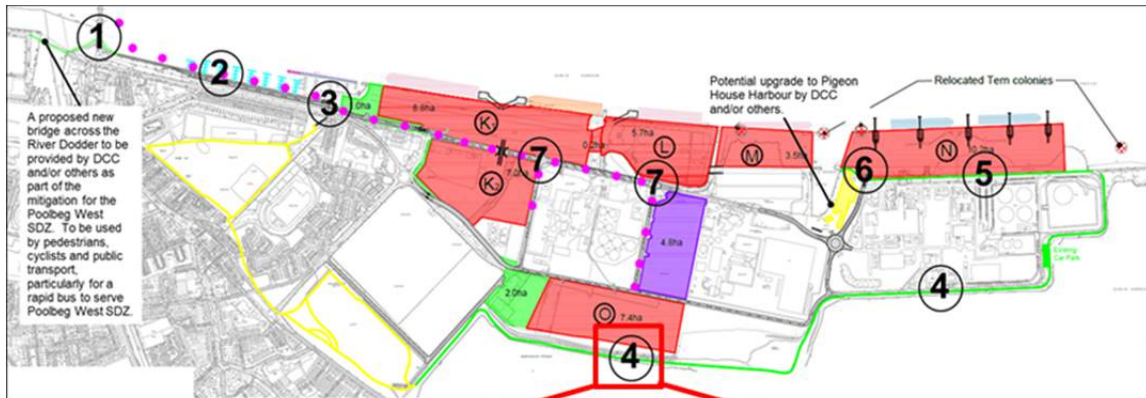 1
2
3
A proposed new
bridge across the
River Dodder to be
provided by DCC
and/or others as
part of the
mitigation for the
Poolbeg West
SDZ. To be used
by pedestrians,
cyclists and public
transport,
particularly for a
rapid bus to serve
Poolbeg West SDZ.
Potential upgrade to Pigeon
House Harbour by DCC
and/or others.
Relocated Tern colonies
.0ha
6.8ha
K
0.2ha
5.7ha
L
M
3.5ha
N
10.2ha
7.0ha
7
7
6
5
4.8ha
Existing
Car Park
4
2.0ha
O
7.4ha
4